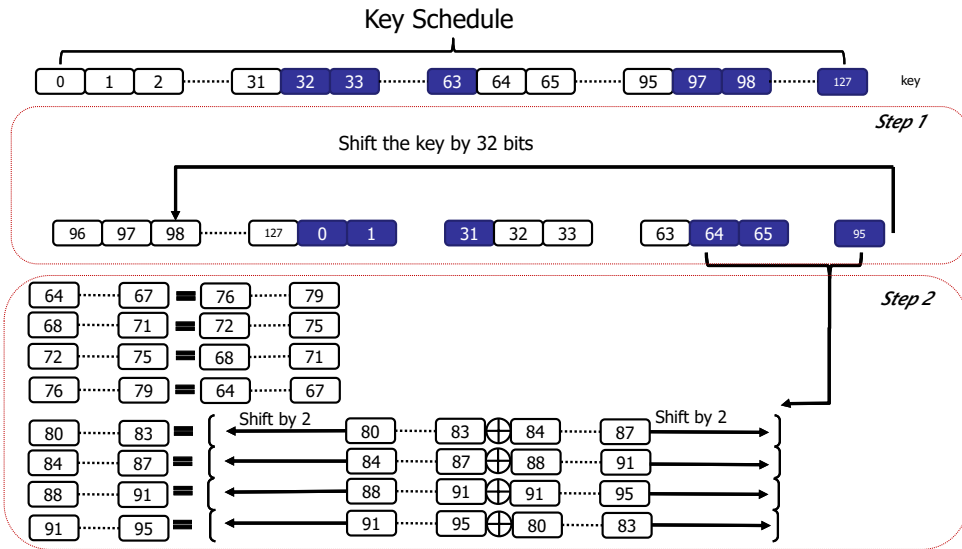 Key Schedule
0 1 2 31 32 33 63 64 65 95 97 98 127 key
Step 1
Shift the key by 32 bits
96 97 98 127 0 1 31 32 33 63 64 65 95
Step 2
64 67 = 76 79
68 71 = 72 75
72 75 = 68 71
76 79 = 64 67
Shift by 2 Shift by 2
80 83 = [ 80 83 ⊕ 84 87 ]
84 87 = [ 84 87 ⊕ 88 91 ]
88 91 = [ 88 91 ⊕ 91 95 ]
91 95 = [ 91 95 ⊕ 80 83 ]